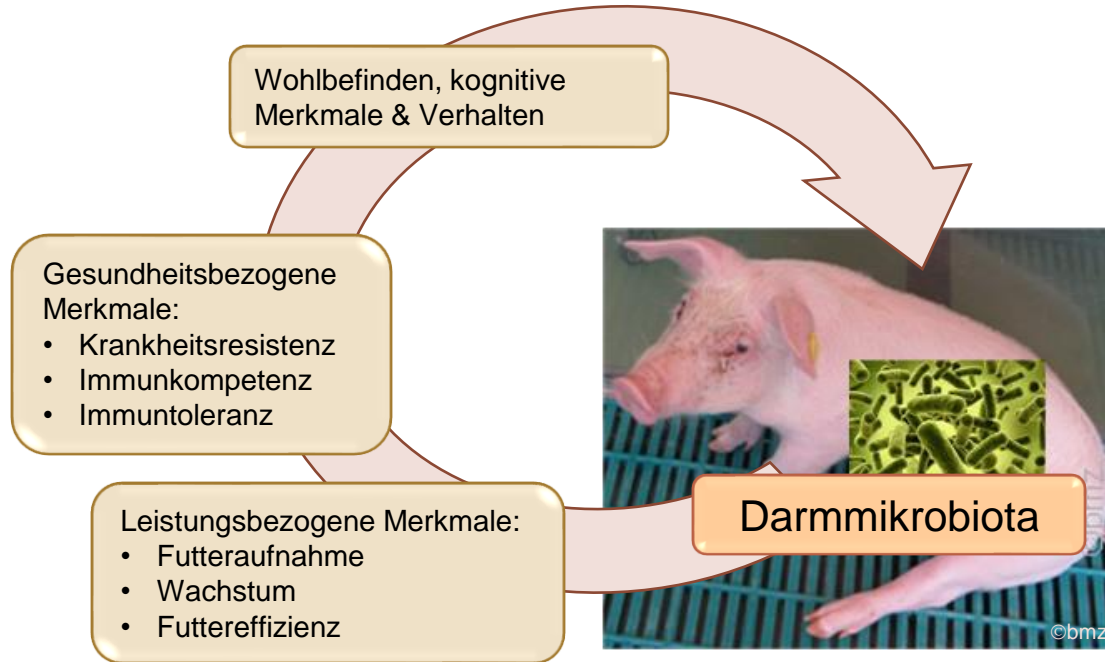 Wohlbefinden, kognitive
Merkmale & Verhalten
Gesundheitsbezogene
Merkmale:
• Krankheitsresistenz
• Immunkompetenz
• Immuntoleranz
Leistungsbezogene Merkmale:
• Futteraufnahme
• Wachstum
• Futtereffizienz
Darmmikrobiota
©bmz